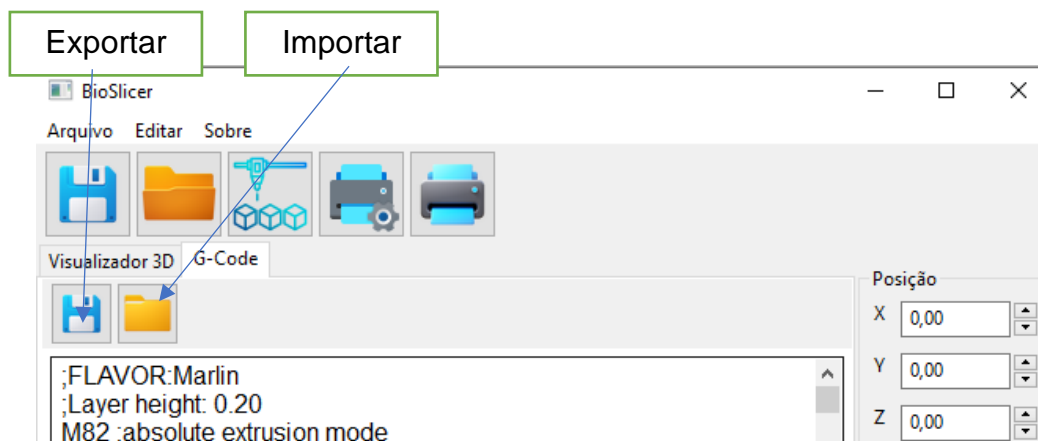 Exportar Importar
BioSlicer
Arquivo Editar Sobre
Visualizador 3D G-Code
Posição
X 0,00
Y 0,00
Z 0,00
;FLAVOR:Marlin
;Layer height: 0.20
M82 ;absolute extrusion mode